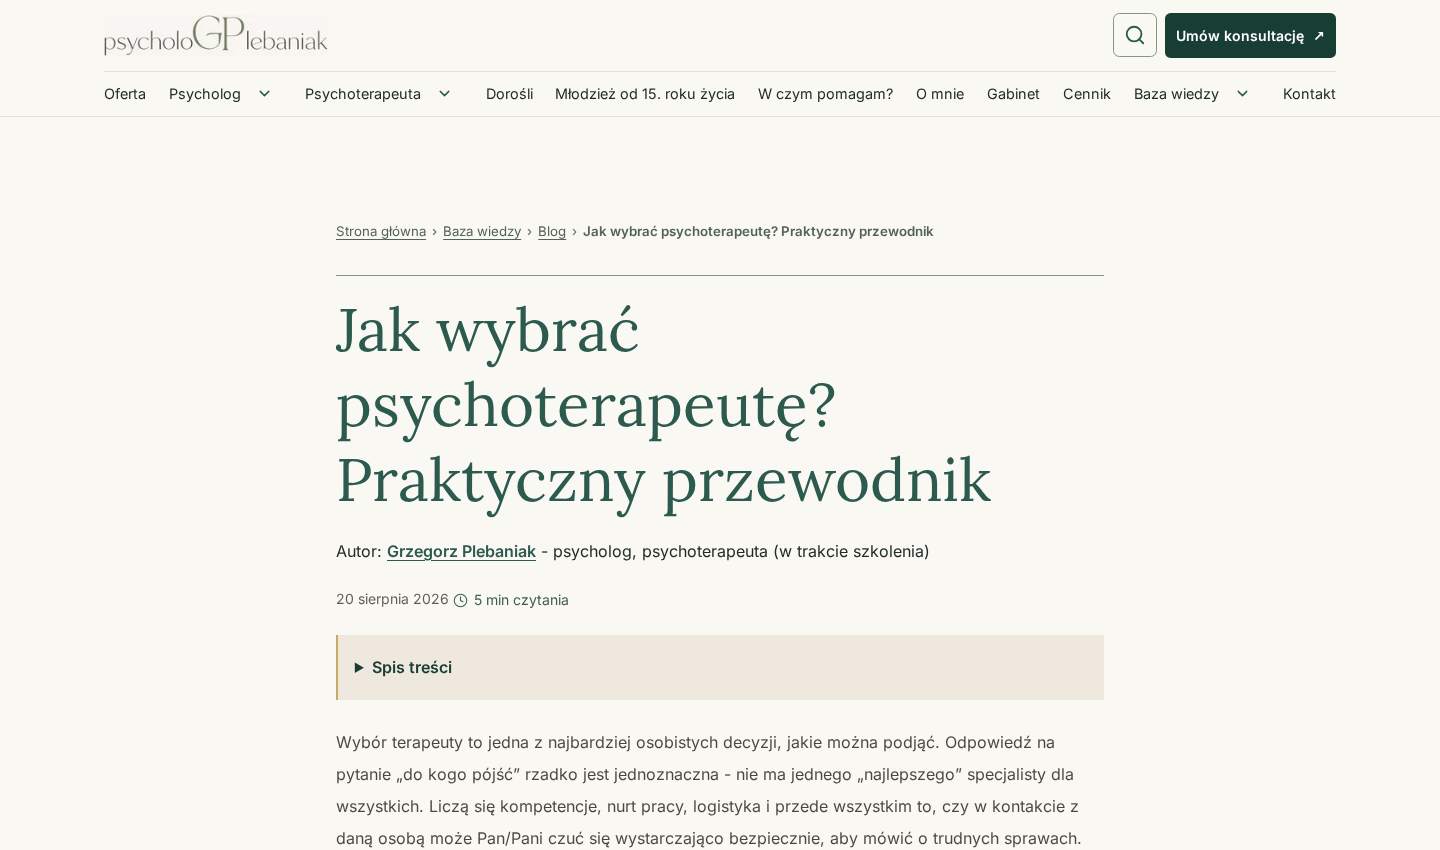 psycholoGPlebaniak
Umów konsultację ↗
Oferta Psycholog Psychoterapeuta Dorośli Młodzież od 15. roku życia W czym pomagam? O mnie Gabinet Cennik Baza wiedzy Kontakt
Strona główna › Baza wiedzy › Blog › Jak wybrać psychoterapeutę? Praktyczny przewodnik
Jak wybrać
psychoterapeutę?
Praktyczny przewodnik
Autor: Grzegorz Plebaniak - psycholog, psychoterapeuta (w trakcie szkolenia)
20 sierpnia 2026 5 min czytania
Spis treści
Wybór terapeuty to jedna z najbardziej osobistych decyzji, jakie można podjąć. Odpowiedź na
pytanie „do kogo pójść” rzadko jest jednoznaczna - nie ma jednego „najlepszego” specjalisty dla
wszystkich. Liczą się kompetencje, nurt pracy, logistyka i przede wszystkim to, czy w kontakcie z
daną osobą może Pan/Pani czuć się wystarczająco bezpiecznie, aby mówić o trudnych sprawach.